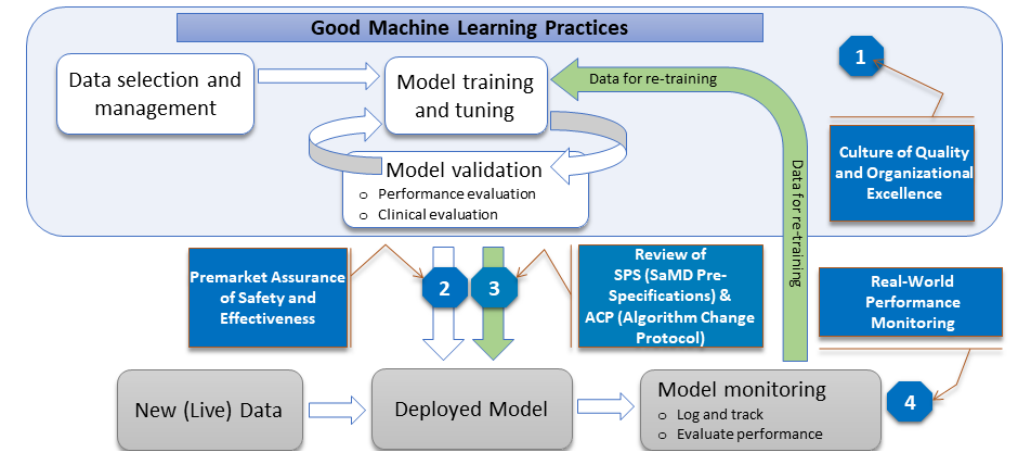 Good Machine Learning Practices
Data selection and
management
Model training
and tuning
Data for re-training
1
Culture of Quality
and Organizational
Excellence
Model validation
o Performance evaluation
o Clinical evaluation
Data for re-training
Premarket Assurance
of Safety and
Effectiveness
2
3
Review of
SPS (SaMD Pre-
Specifications) &
ACP (Algorithm Change
Protocol)
Real-World
Performance
Monitoring
New (Live) Data
Deployed Model
Model monitoring
o Log and track
o Evaluate performance
4